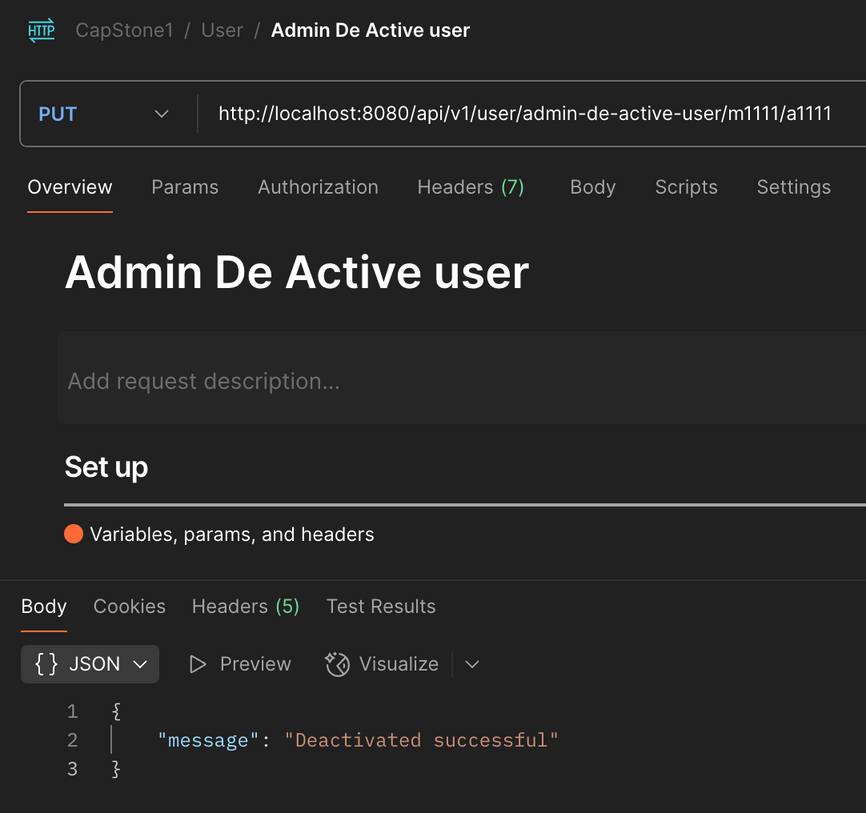 HTTP CapStone1 / User / Admin De Active user
PUT http://localhost:8080/api/v1/user/admin-de-active-user/m1111/a1111
Overview Params Authorization Headers (7) Body Scripts Settings
Admin De Active user
Add request description...
Set up
Variables, params, and headers
Body Cookies Headers (5) Test Results
{} JSON Preview Visualize
1 {
2 "message": "Deactivated successful"
3 }